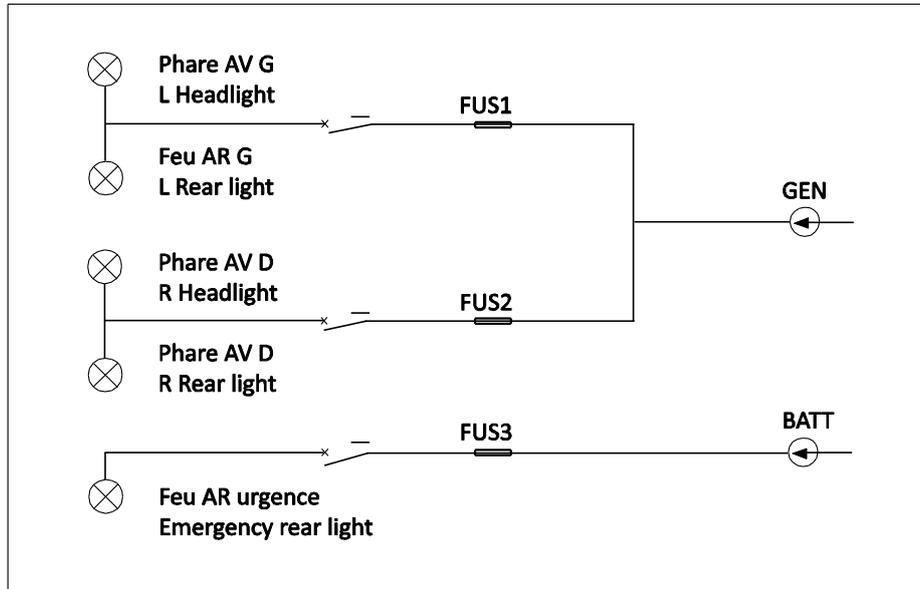 Phare AV G
L Headlight
FUS1
Feu AR G
L Rear light
GEN
Phare AV D
R Headlight
FUS2
Phare AV D
R Rear light
BATT
FUS3
Feu AR urgence
Emergency rear light